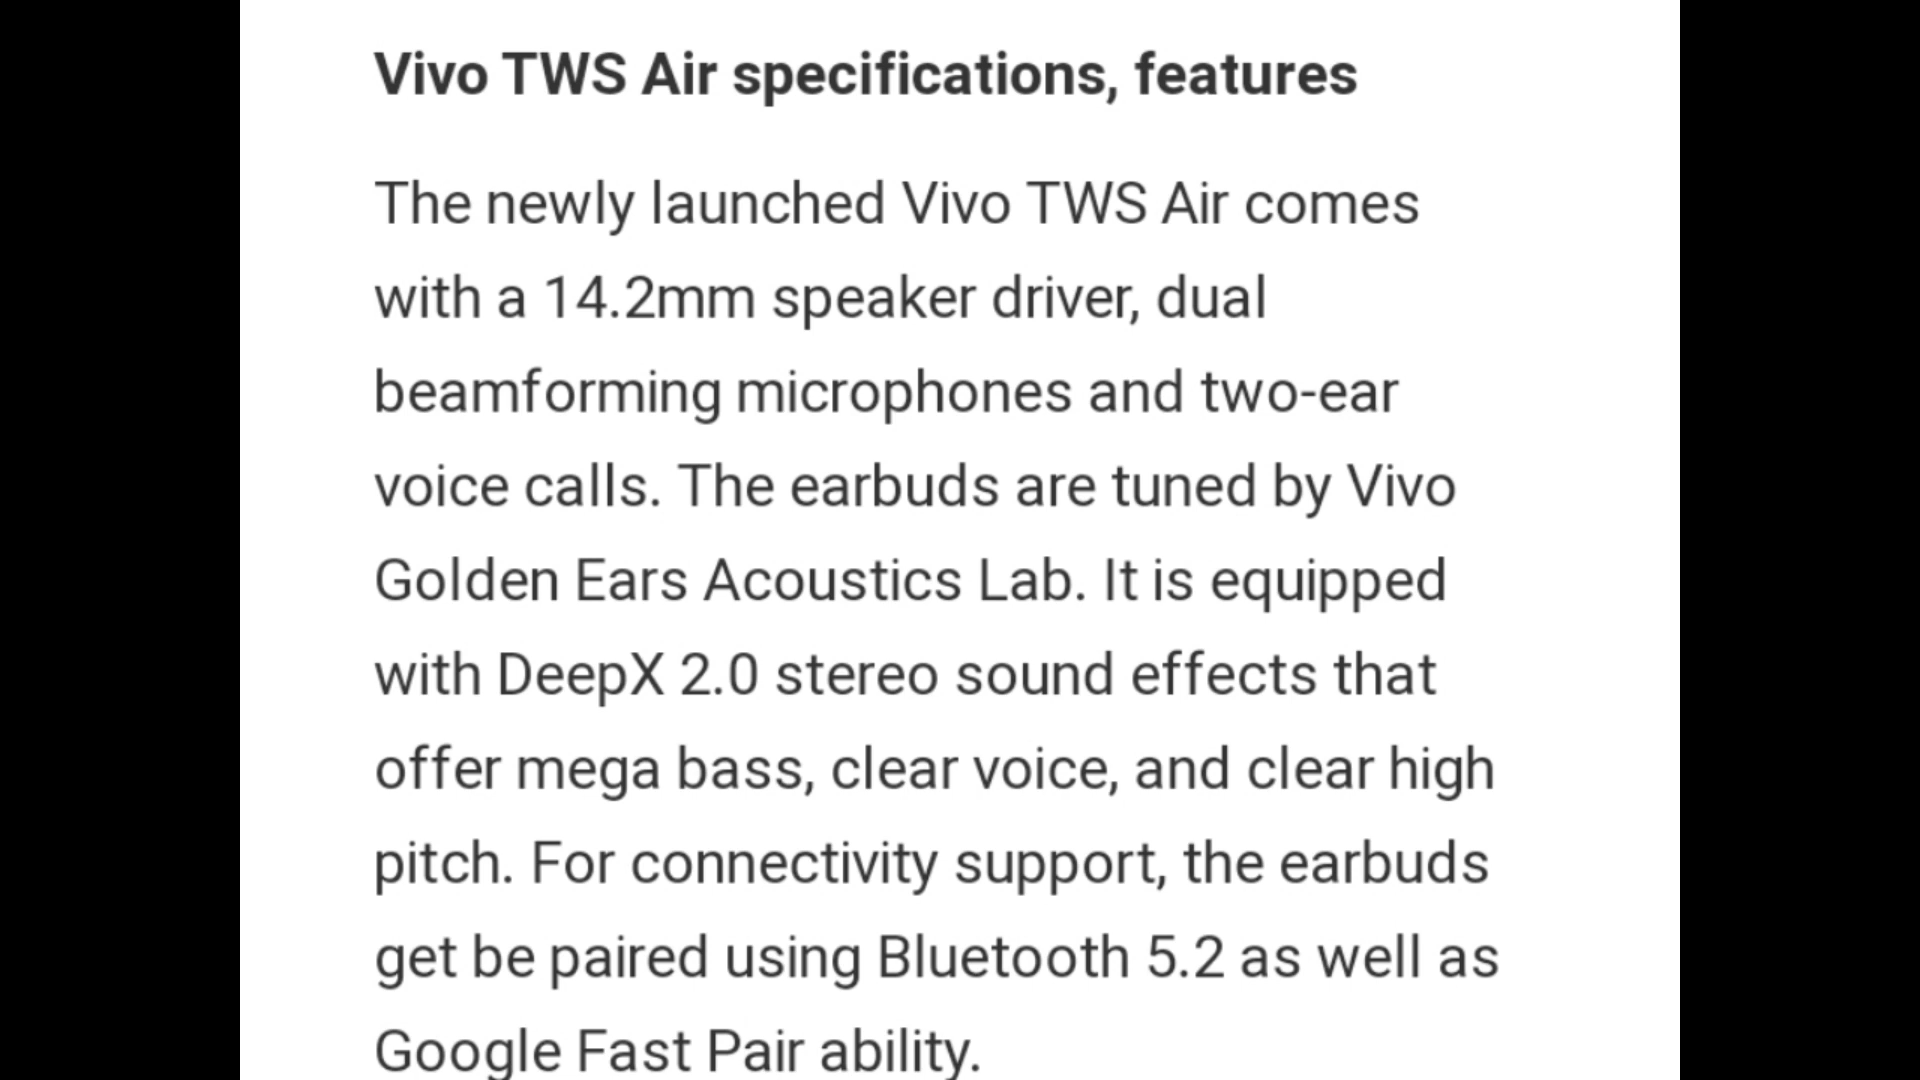 Vivo TWS Air specifications, features
The newly launched Vivo TWS Air comes
with a 14.2mm speaker driver, dual
beamforming microphones and two-ear
voice calls. The earbuds are tuned by Vivo
Golden Ears Acoustics Lab. It is equipped
with DeepX 2.0 stereo sound effects that
offer mega bass, clear voice, and clear high
pitch. For connectivity support, the earbuds
get be paired using Bluetooth 5.2 as well as
Google Fast Pair ability.